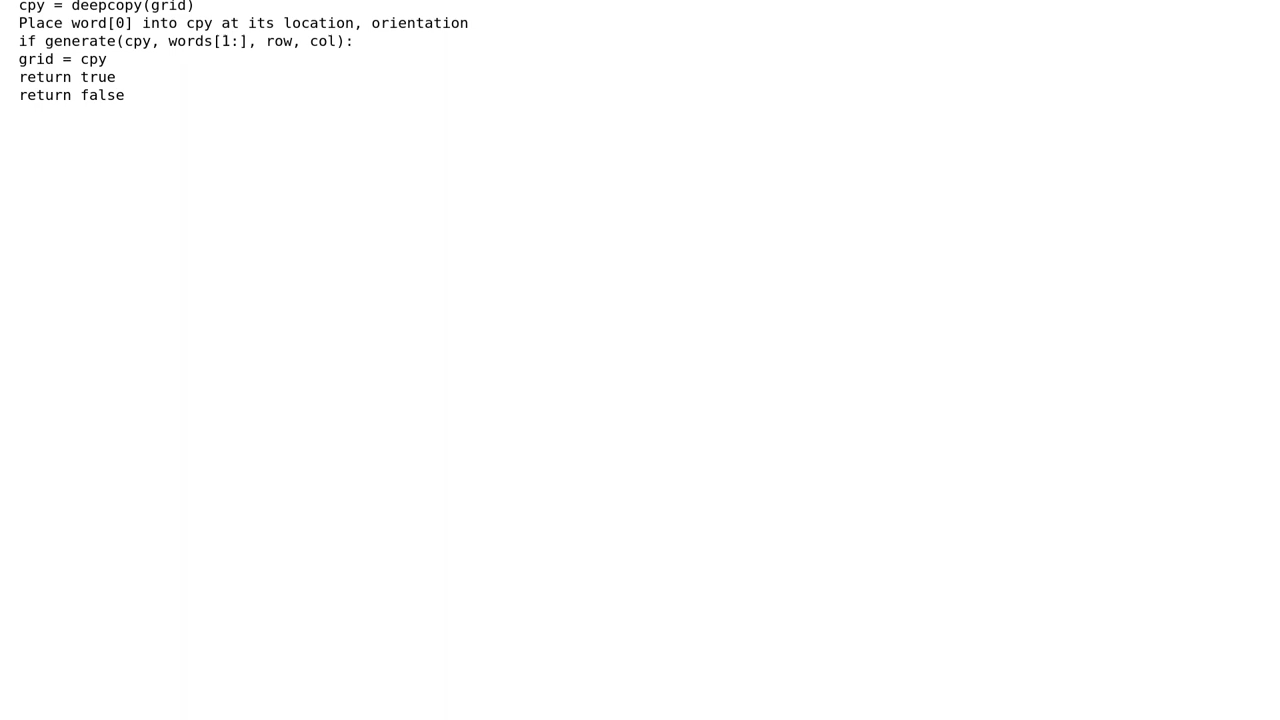 cpy = deepcopy(grid)
Place word[0] into cpy at its location, orientation
if generate(cpy, words[1:], row, col):
grid = cpy
return true
return false